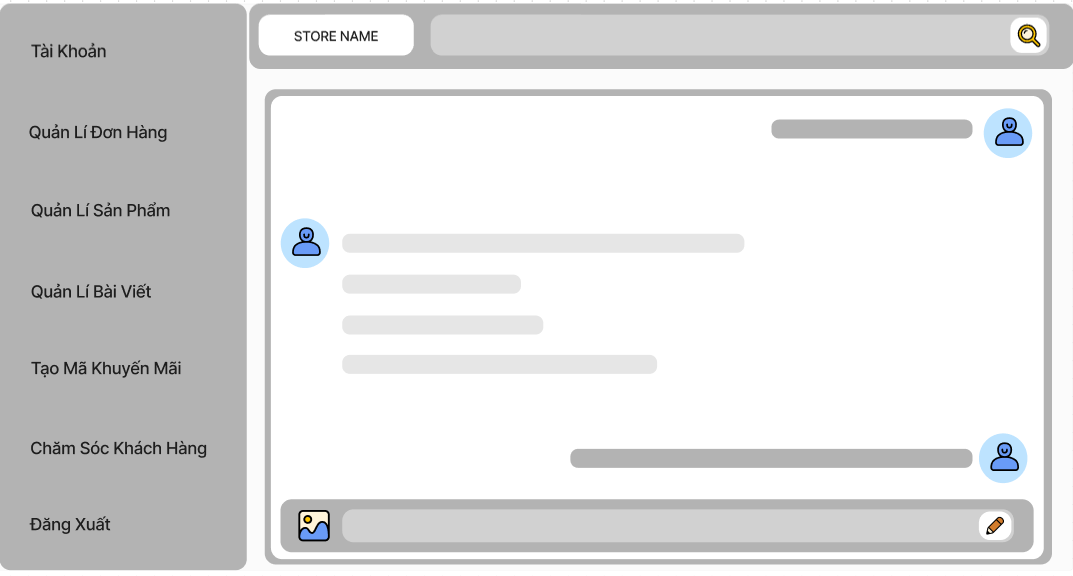 Tài Khoản
STORE NAME
Quản Lí Đơn Hàng
Quản Lí Sản Phẩm
Quản Lí Bài Viết
Tạo Mã Khuyến Mãi
Chăm Sóc Khách Hàng
Đăng Xuất